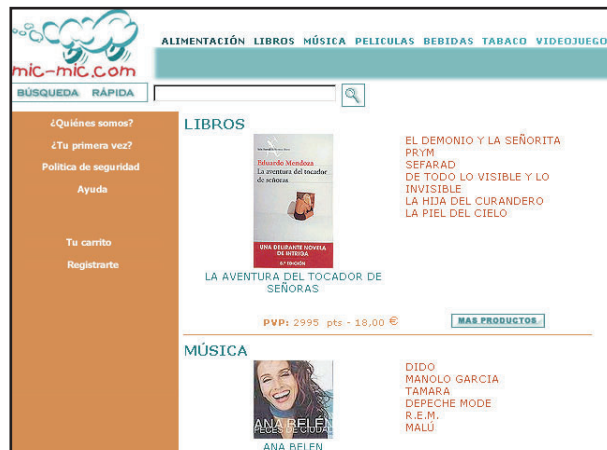 mic-mic.com
ALIMENTACIÓN LIBROS MÚSICA PELICULAS BEBIDAS TABACO VIDEOJUEGO
BÚSQUEDA RÁPIDA
¿Quiénes somos?
¿Tu primera vez?
Política de seguridad
Ayuda
Tu carrito
Registrarte
LIBROS
Eduardo Mendoza
La aventura del tocador
de señoras
UNA DELIRANTE NOVELA
DE INTRIGA
6.ª EDICIÓN
LA AVENTURA DEL TOCADOR DE
SEÑORAS
EL DEMONIO Y LA SEÑORITA
PRYM
SEFARAD
DE TODO LO VISIBLE Y LO
INVISIBLE
LA HIJA DEL CURANDERO
LA PIEL DEL CIELO
PVP: 2995 pts - 18,00 €
MAS PRODUCTOS
MÚSICA
ANA BELÉN
PECES DE CIUDAD
ANA BELEN
DIDO
MANOLO GARCIA
TAMARA
DEPECHE MODE
R.E.M.
MALÚ